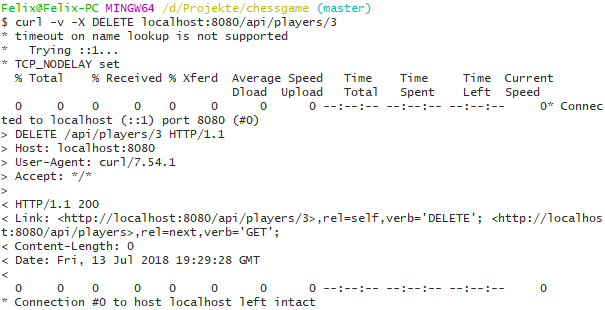 Felix@Felix-PC MINGW64 /d/Projekte/chessgame (master)
$ curl -v -X DELETE localhost:8080/api/players/3
* timeout on name lookup is not supported
*   Trying ::1...
* TCP_NODELAY set
  % Total    % Received % Xferd  Average Speed   Time    Time     Time  Current
                                 Dload  Upload   Total   Spent    Left  Speed
  0     0    0     0    0     0      0      0 --:--:-- --:--:-- --:--:--     0* Connec
ted to localhost (::1) port 8080 (#0)
> DELETE /api/players/3 HTTP/1.1
> Host: localhost:8080
> User-Agent: curl/7.54.1
> Accept: */*
>
< HTTP/1.1 200
< Link: <http://localhost:8080/api/players/3>,rel=self,verb='DELETE'; <http://localhos
t:8080/api/players>,rel=next,verb='GET';
< Content-Length: 0
< Date: Fri, 13 Jul 2018 19:29:28 GMT
<
  0     0    0     0    0     0      0      0 --:--:-- --:--:-- --:--:--     0
* Connection #0 to host localhost left intact